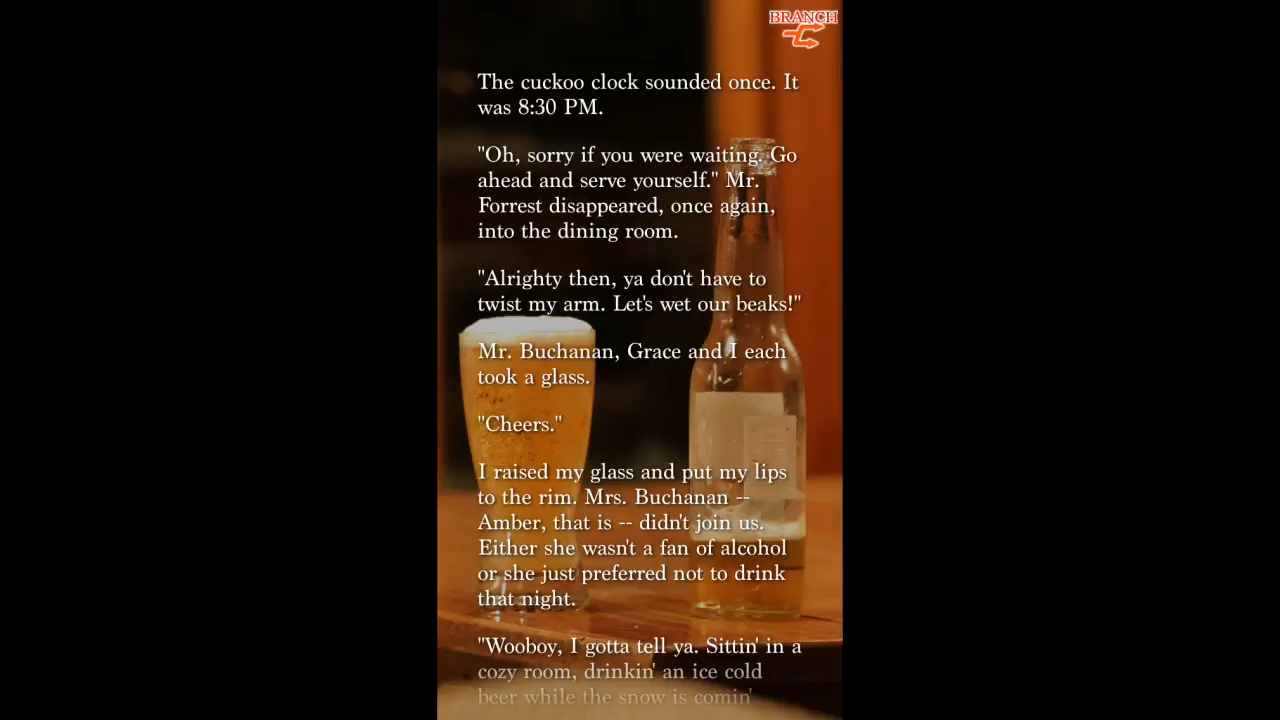 BRANCH
The cuckoo clock sounded once. It
was 8:30 PM.
"Oh, sorry if you were waiting. Go
ahead and serve yourself." Mr.
Forrest disappeared, once again,
into the dining room.
"Alrighty then, ya don't have to
twist my arm. Let's wet our beaks!"
Mr. Buchanan, Grace and I each
took a glass.
"Cheers."
I raised my glass and put my lips
to the rim. Mrs. Buchanan --
Amber, that is -- didn't join us.
Either she wasn't a fan of alcohol
or she just preferred not to drink
that night.
"Wooboy, I gotta tell ya. Sittin' in a
cozy room, drinkin' an ice cold
beer while the snow is comin'